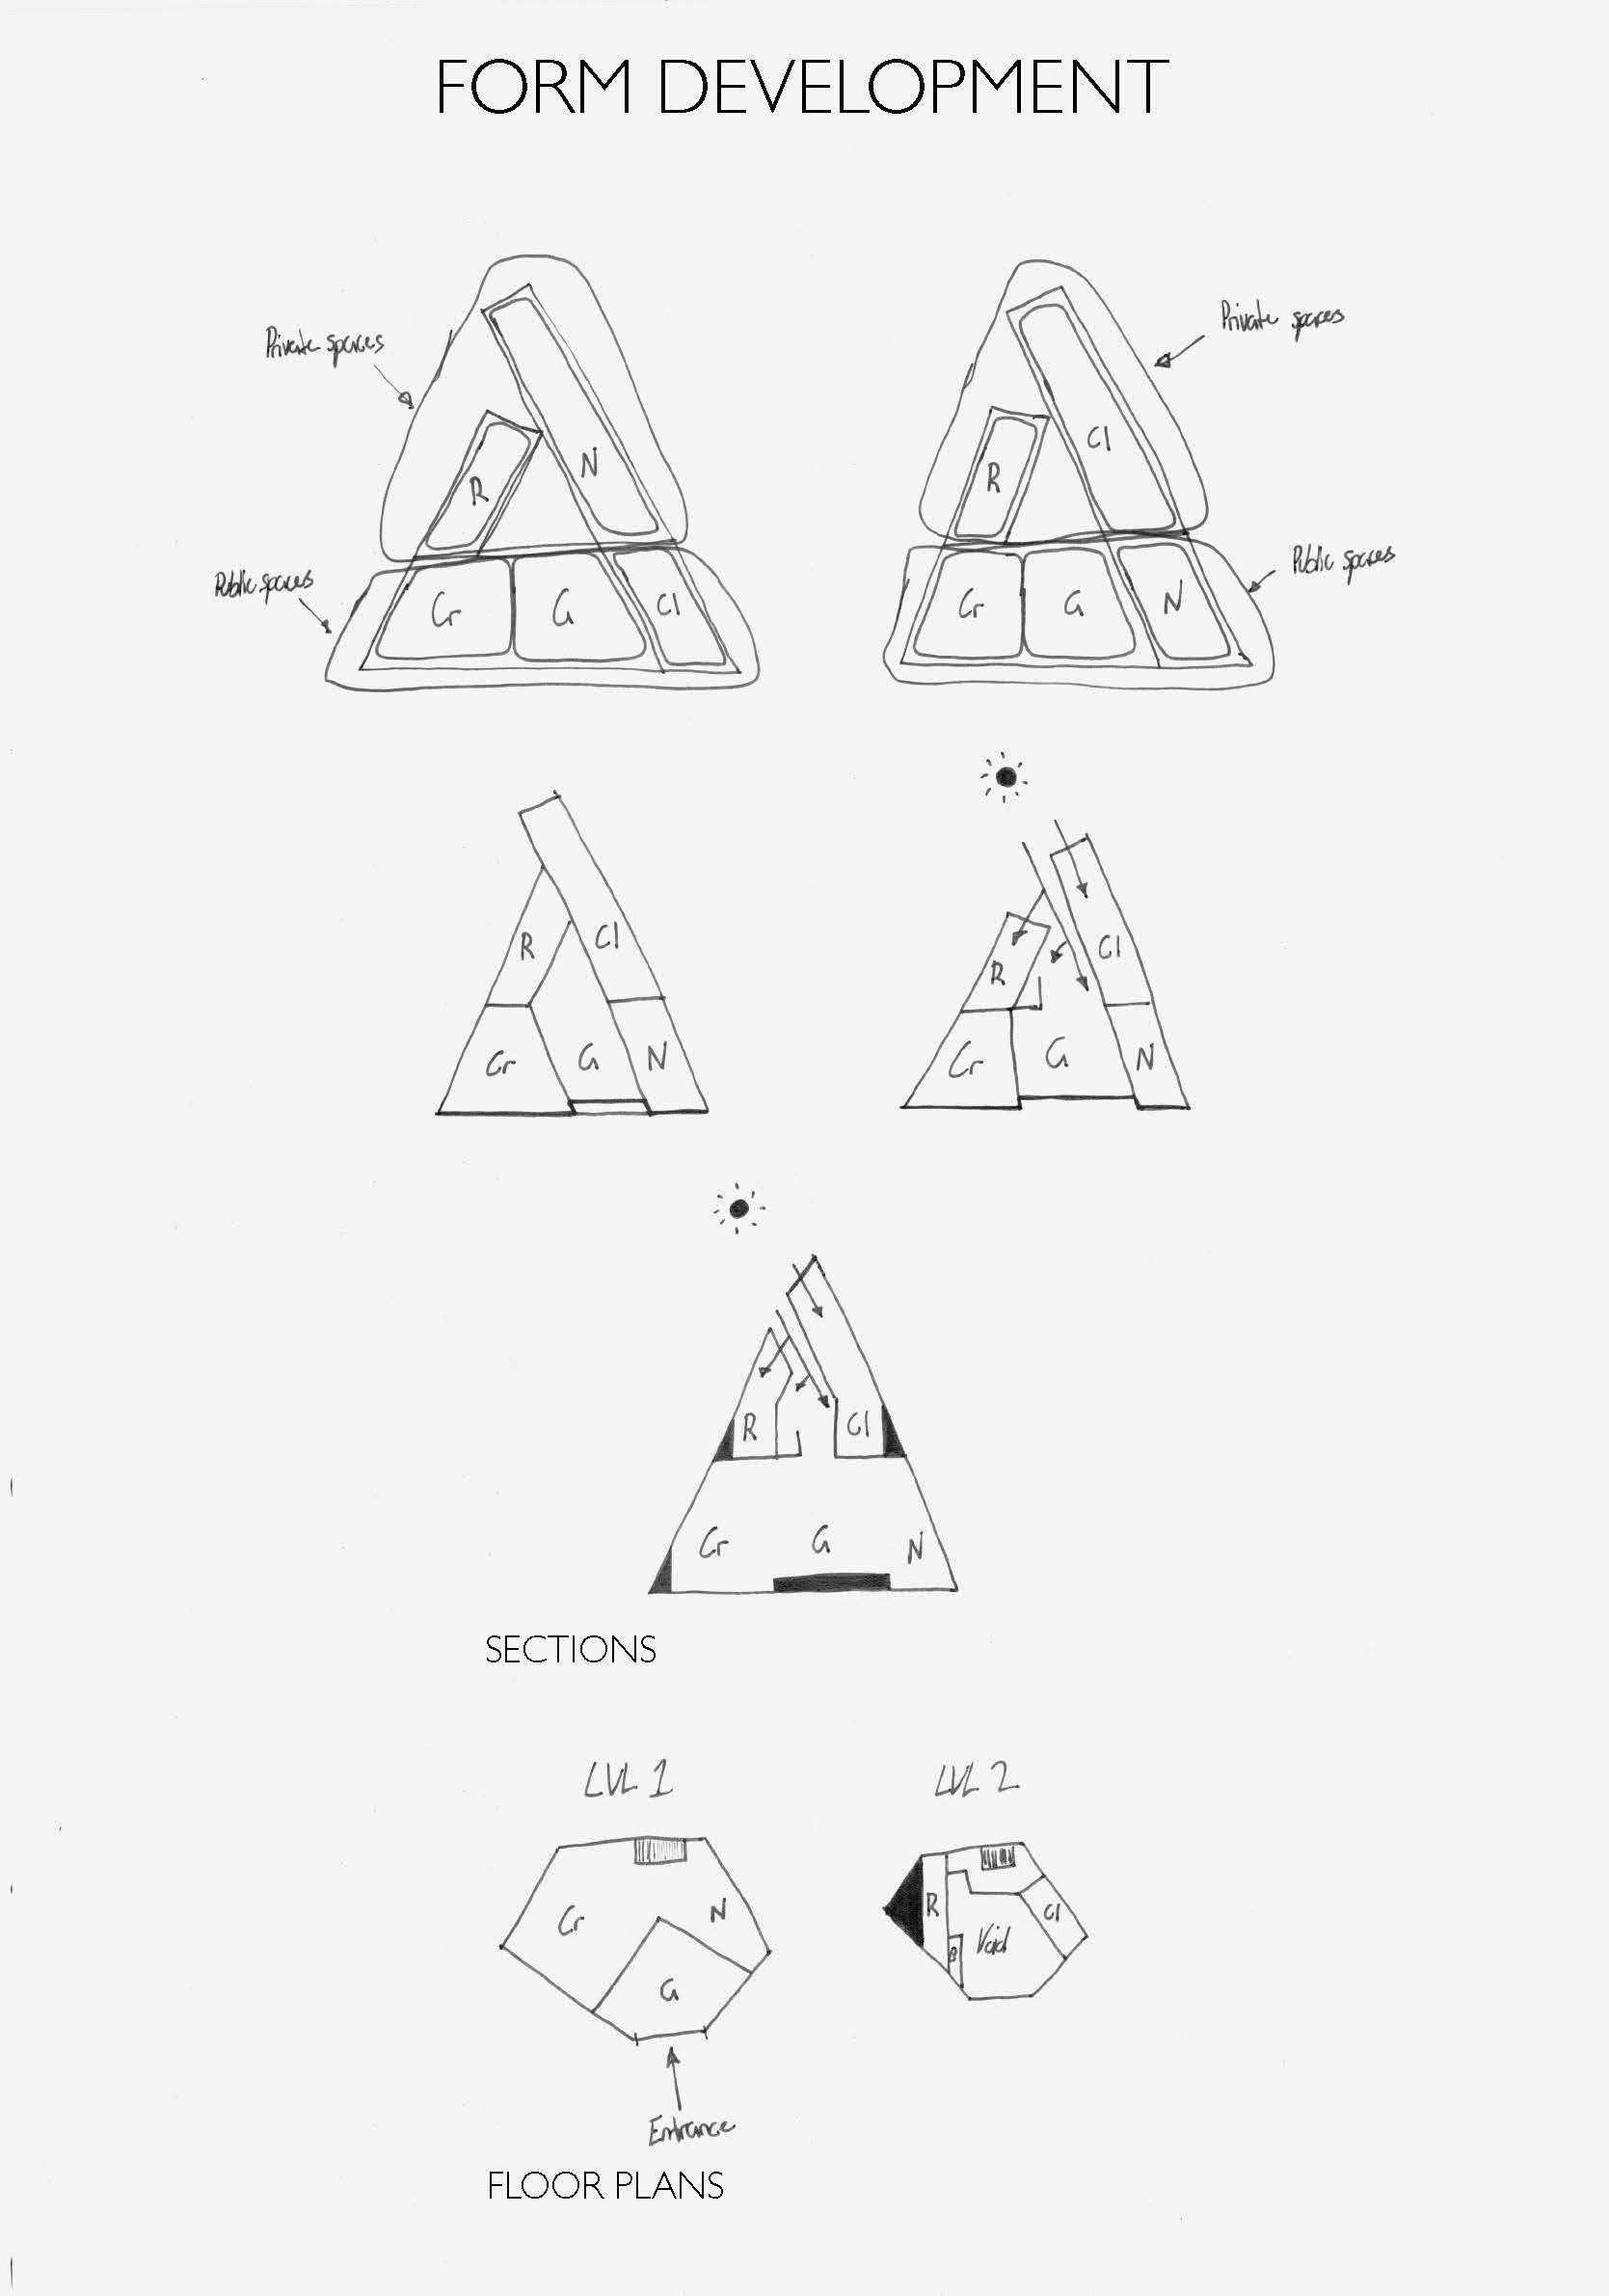 FORM DEVELOPMENT
Private spaces
Private spaces
N
Cl
R
R
Public spaces
Public spaces
Cr
G
Cl
Cr
G
N
R
Cl
R
Cl
Cr
G
N
Cr
G
N
R
Cl
Cr
G
N
SECTIONS
LVL 1
LVL 2
Cr
N
G
R
Cl
B
Void
Entrance
FLOOR PLANS